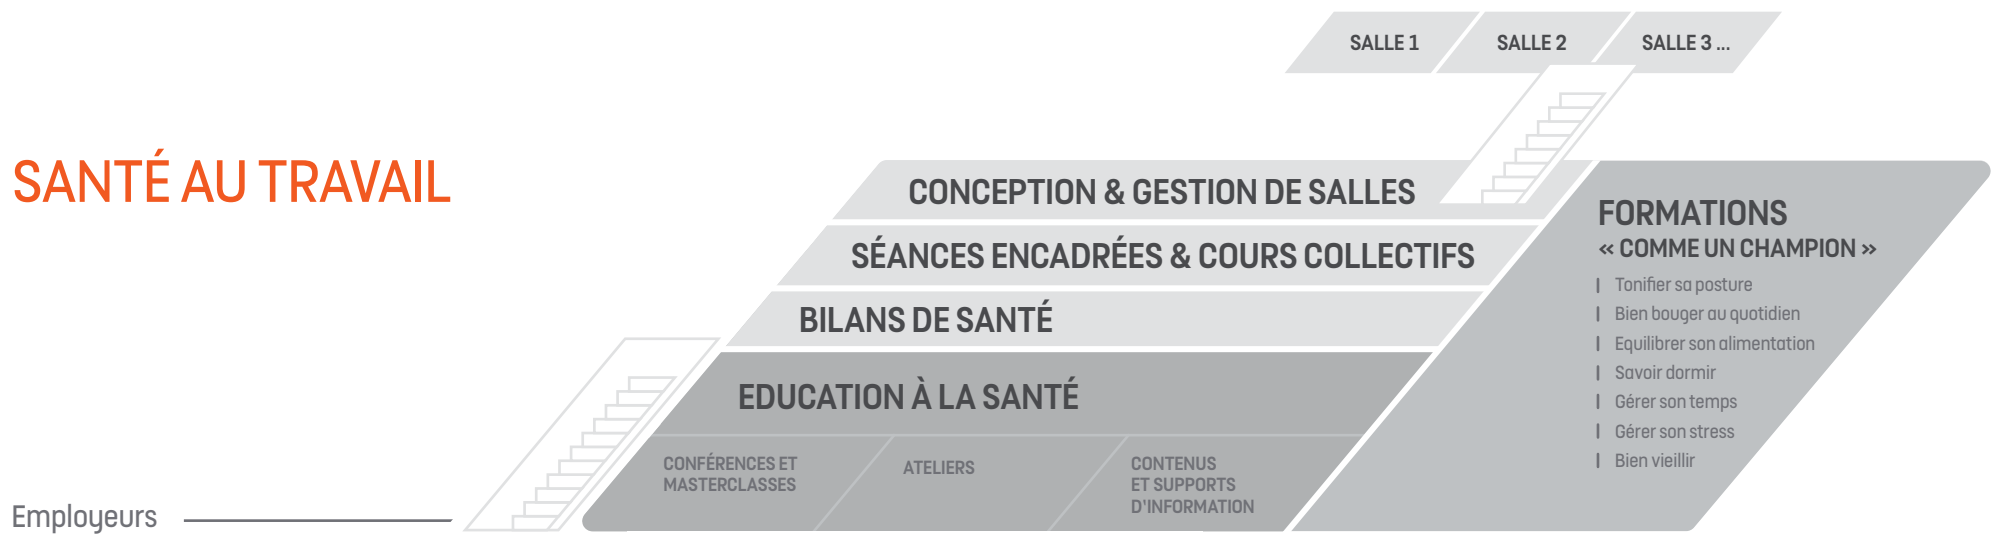 SALLE 1
SALLE 2
SALLE 3 ...
SANTÉ AU TRAVAIL
CONCEPTION & GESTION DE SALLES
SÉANCES ENCADRÉES & COURS COLLECTIFS
BILANS DE SANTÉ
EDUCATION À LA SANTÉ
CONFÉRENCES ET
MASTERCLASSES
ATELIERS
CONTENUS
ET SUPPORTS
D'INFORMATION
FORMATIONS
« COMME UN CHAMPION »
| Tonifier sa posture
| Bien bouger au quotidien
| Equilibrer son alimentation
| Savoir dormir
| Gérer son temps
| Gérer son stress
| Bien vieillir
Employeurs